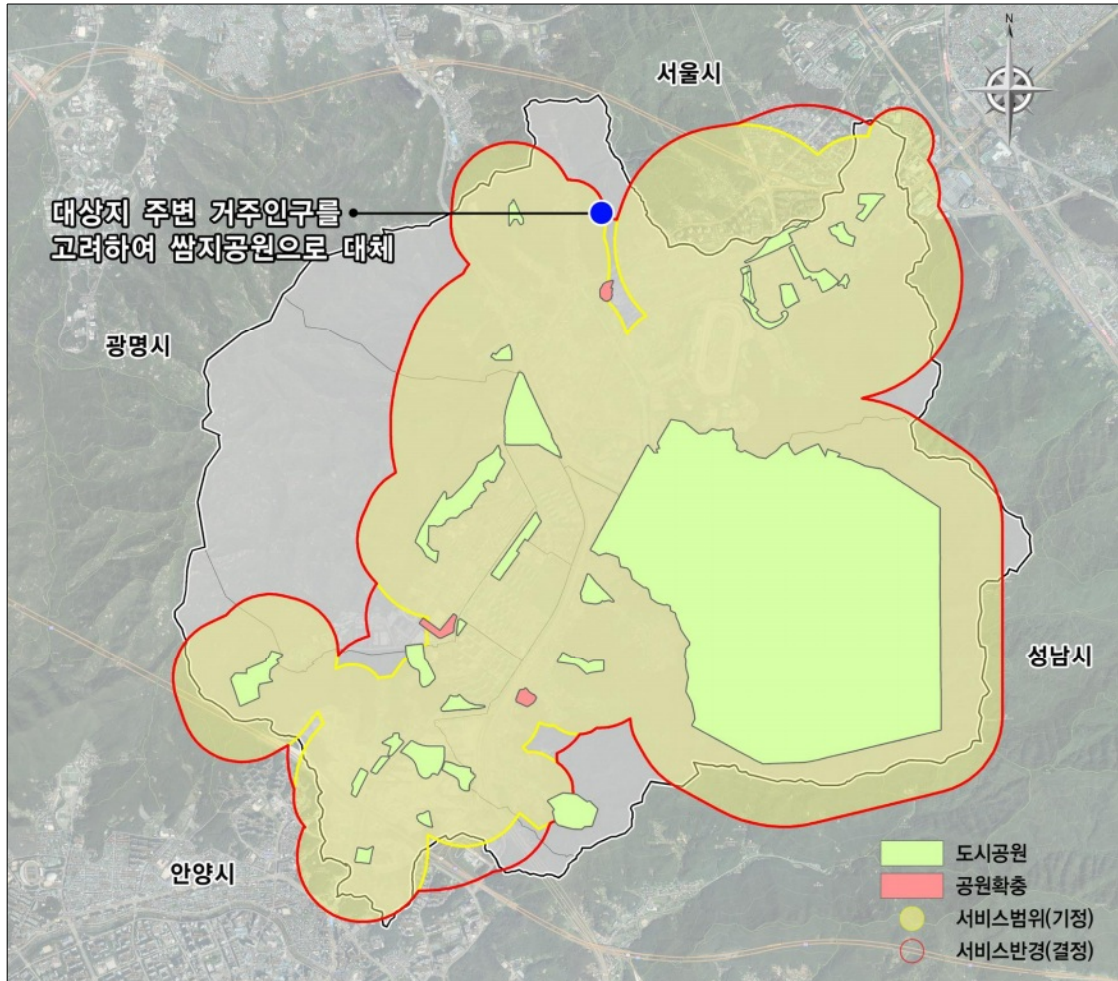 N
서울시
대상지 주변 거주인구를
고려하여 쌈지공원으로 대체
광명시
성남시
안양시
도시공원
공원확충
서비스범위(기정)
서비스반경(결정)